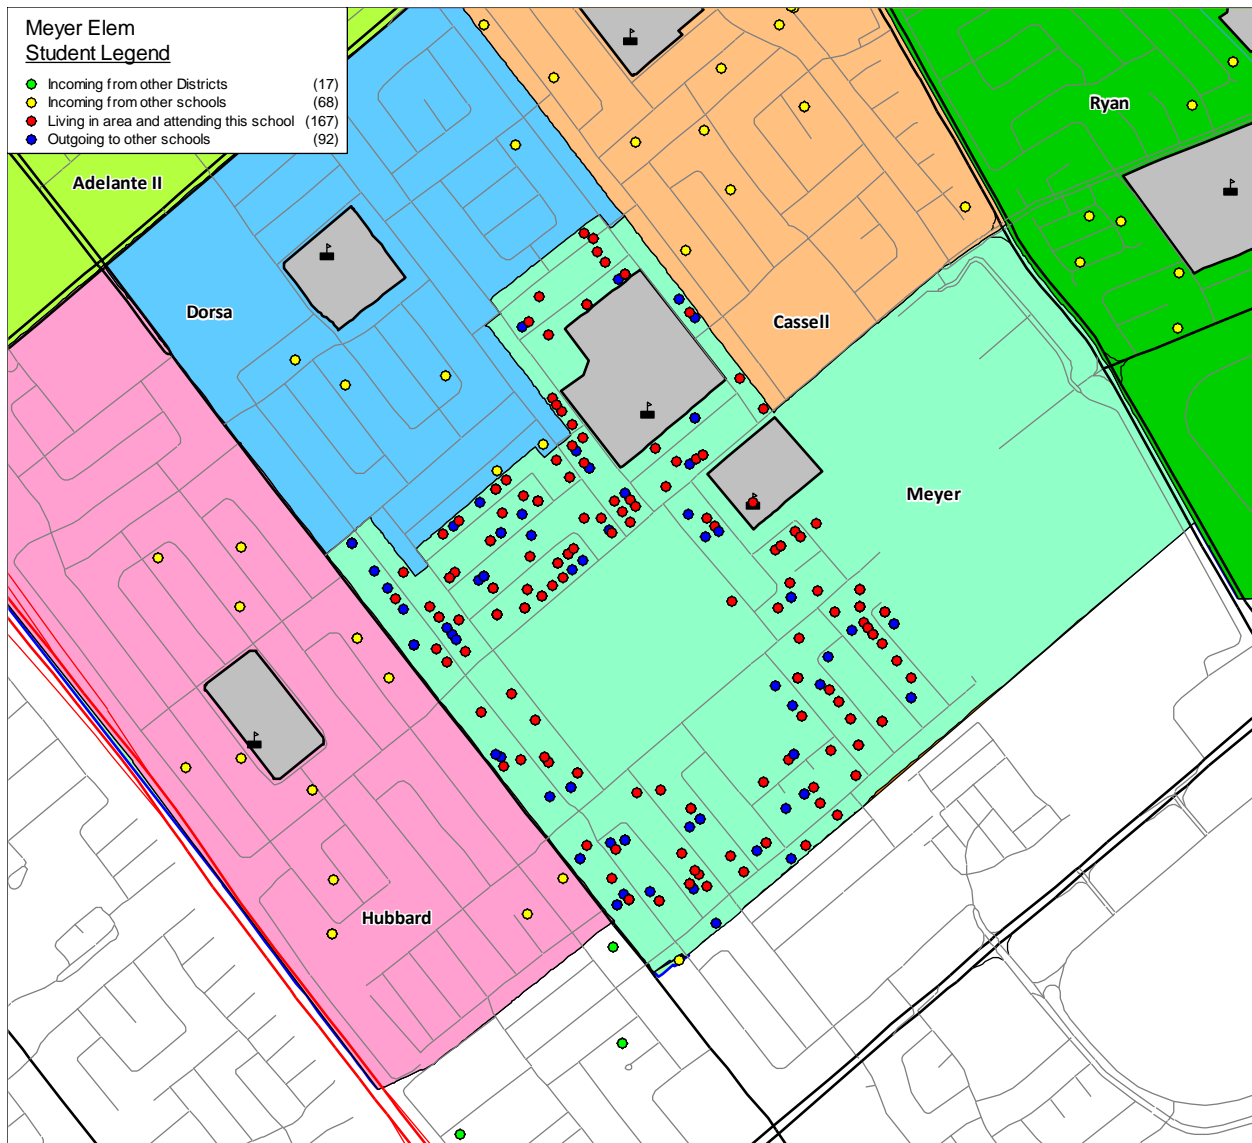 Meyer Elem
Student Legend
Incoming from other Districts (17)
Incoming from other schools (68)
Living in area and attending this school (167)
Outgoing to other schools (92)
Ryan
Adelante II
Dorsa
Cassell
Meyer
Hubbard